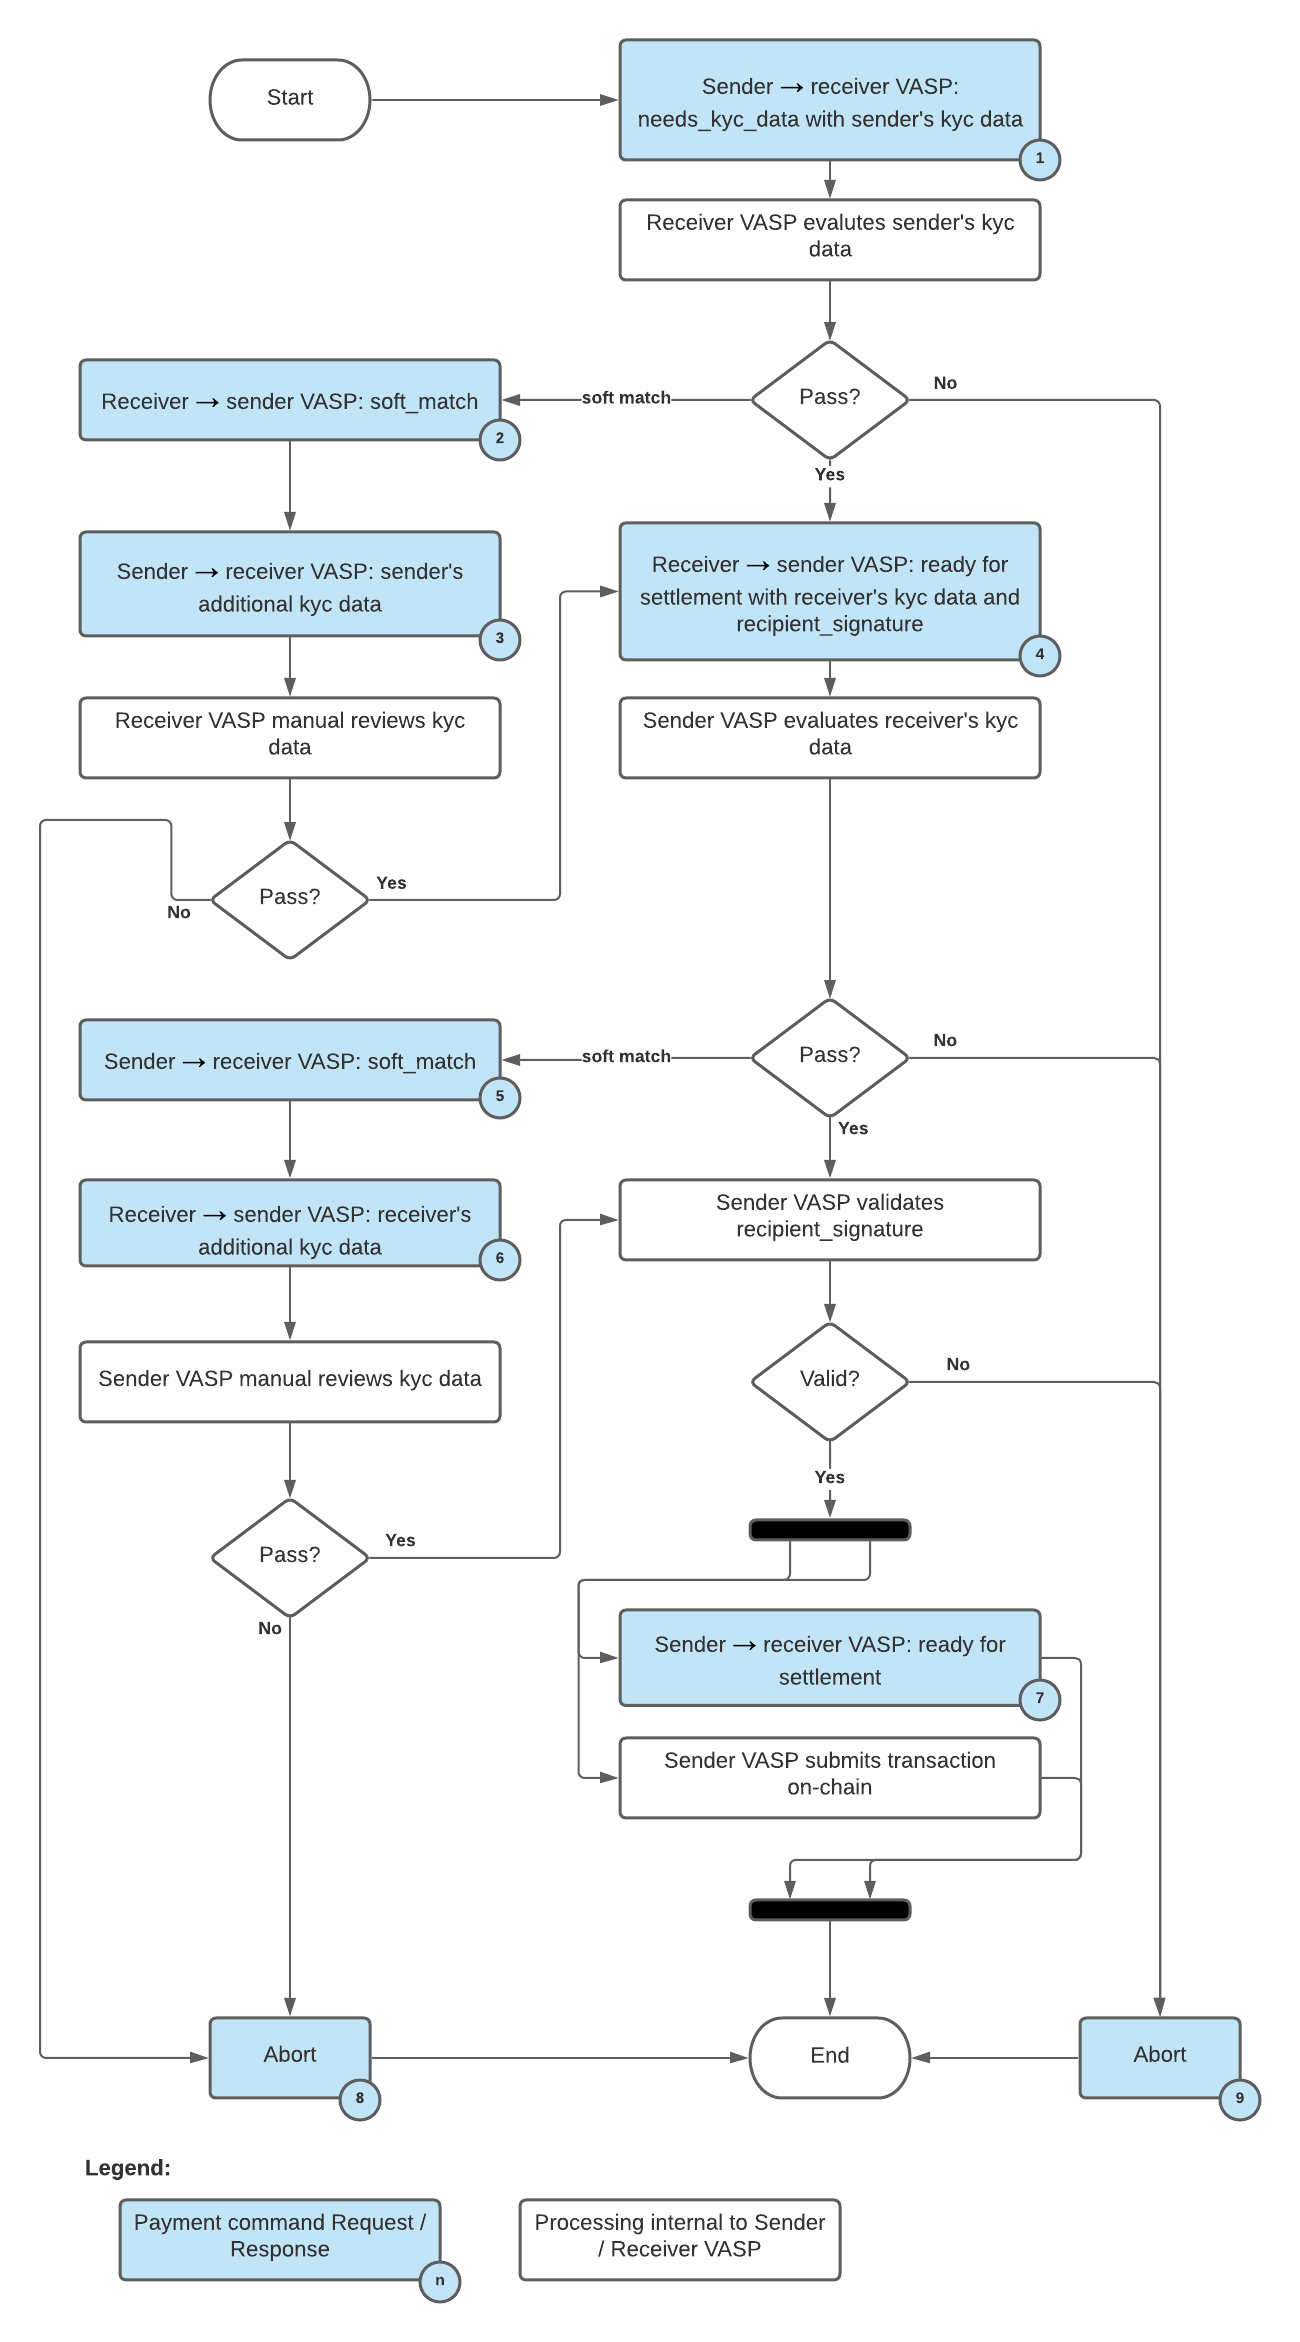 Start
Sender → receiver VASP:
needs_kyc_data with sender's kyc data
1
Receiver VASP evalutes sender's kyc
data
Pass?
No
soft match
Yes
Receiver → sender VASP: soft_match
2
Sender → receiver VASP: sender's
additional kyc data
3
Receiver → sender VASP: ready for
settlement with receiver's kyc data and
recipient_signature
4
Receiver VASP manual reviews kyc
data
Sender VASP evaluates receiver's kyc
data
Pass?
Yes
No
Pass?
No
soft match
Yes
Sender → receiver VASP: soft_match
5
Receiver → sender VASP: receiver's
additional kyc data
6
Sender VASP validates
recipient_signature
Sender VASP manual reviews kyc data
Valid?
No
Yes
Pass?
Yes
No
Sender → receiver VASP: ready for
settlement
7
Sender VASP submits transaction
on-chain
Abort
8
End
Abort
9
Legend:
Payment command Request /
Response
n
Processing internal to Sender
/ Receiver VASP